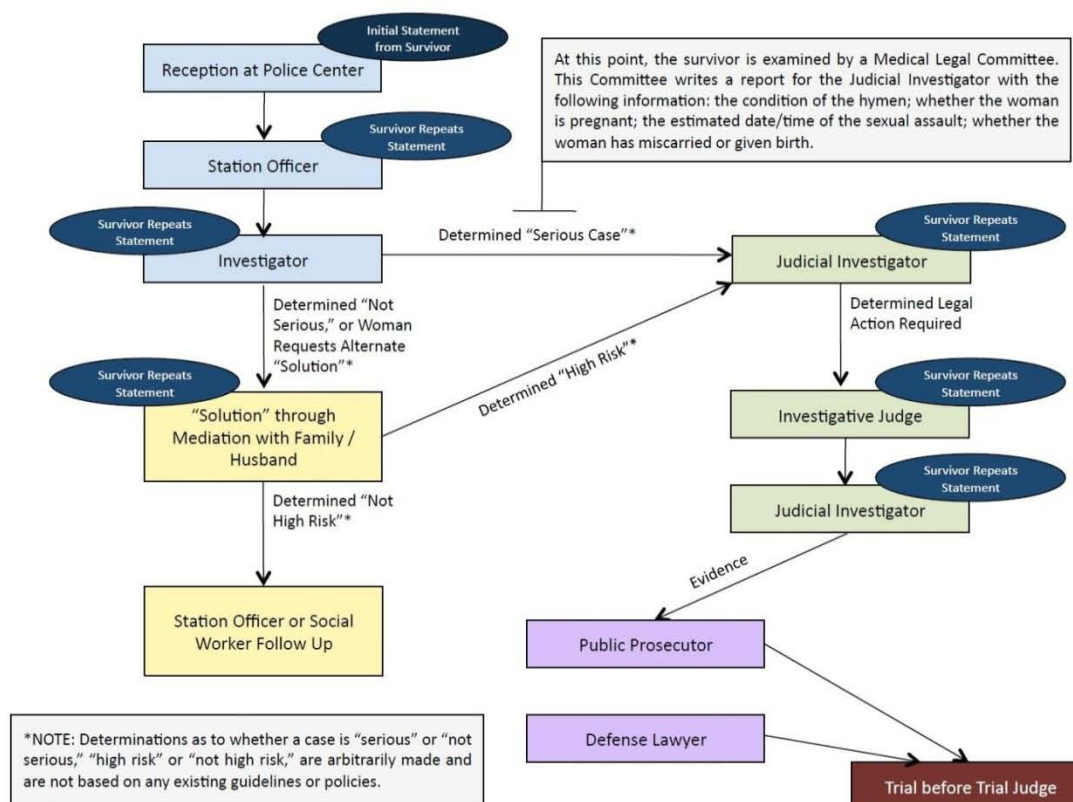 Initial Statement
from Survivor
Reception at Police Center
At this point, the survivor is examined by a Medical Legal Committee.
This Committee writes a report for the Judicial Investigator with the
following information: the condition of the hymen; whether the woman
is pregnant; the estimated date/time of the sexual assault; whether the
woman has miscarried or given birth.
Survivor Repeats
Statement
Station Officer
Survivor Repeats
Statement
Investigator
Determined “Serious Case”*
Survivor Repeats
Statement
Judicial Investigator
Determined “Not
Serious,” or Woman
Requests Alternate
“Solution”*
Determined Legal
Action Required
Survivor Repeats
Statement
“Solution” through
Mediation with Family /
Husband
Determined “High Risk”*
Survivor Repeats
Statement
Investigative Judge
Determined “Not
High Risk”*
Survivor Repeats
Statement
Judicial Investigator
Evidence
Station Officer or Social
Worker Follow Up
Public Prosecutor
Defense Lawyer
*NOTE: Determinations as to whether a case is “serious” or “not
serious,” “high risk” or “not high risk,” are arbitrarily made and
are not based on any existing guidelines or policies.
Trial before Trial Judge